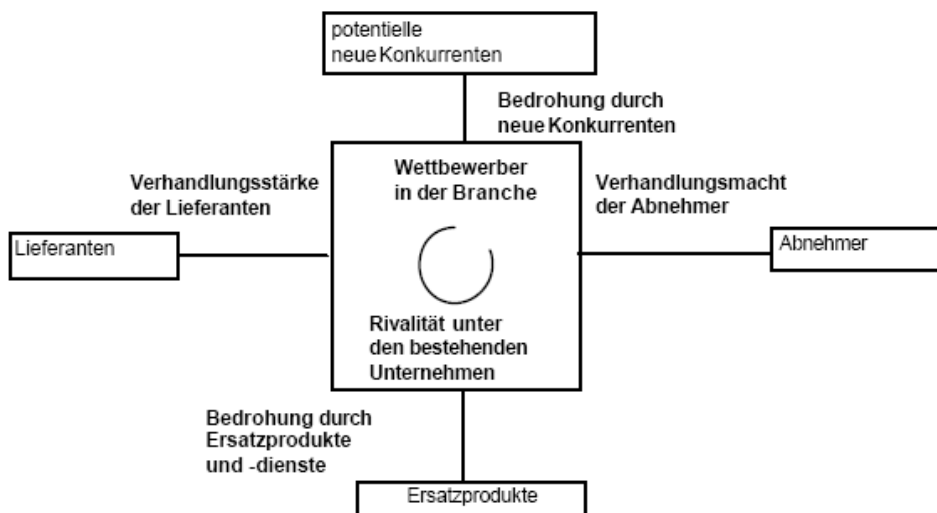 potentielle
neue Konkurrenten
Bedrohung durch
neue Konkurrenten
Verhandlungsstärke
der Lieferanten
Wettbewerber
in der Branche
Verhandlungsmacht
der Abnehmer
Lieferanten
Abnehmer
Rivalität unter
den bestehenden
Unternehmen
Bedrohung durch
Ersatzprodukte
und -dienste
Ersatzprodukte